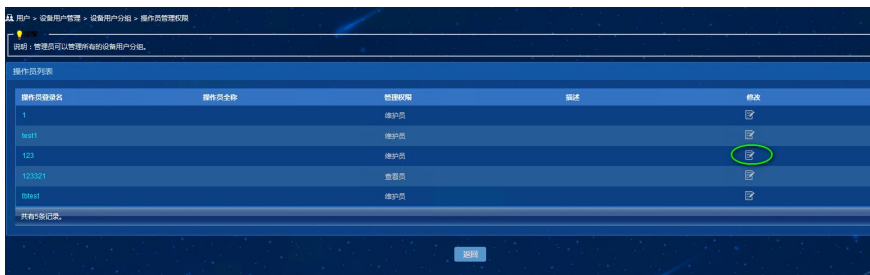 用户 > 设备用户管理 > 设备用户分组 > 操作员管理权限
说明：管理员可以管理所有的设备用户分组。
操作员列表
操作员登录名 操作员全称 管理权限 描述 修改
1 维护员
test1 维护员
123 维护员
123321 查看员
tbtest 维护员
共有5条记录。
返回